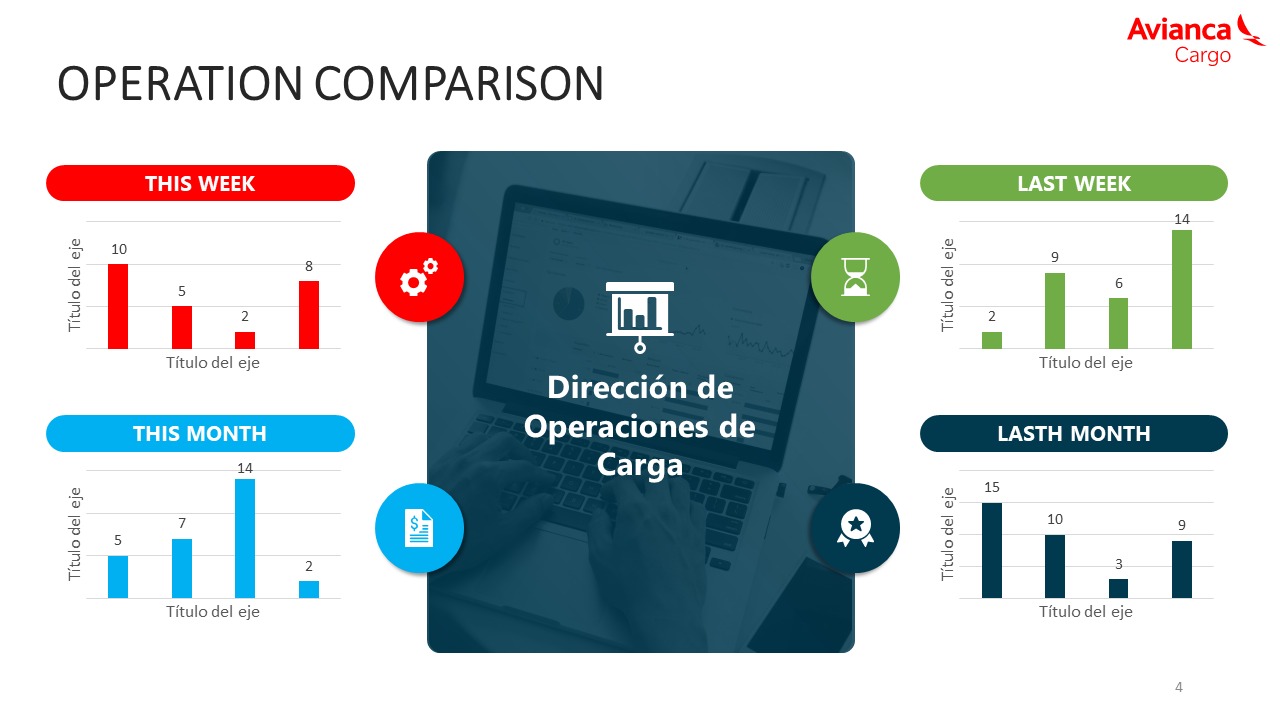 Avianca
Cargo
OPERATION COMPARISON
THIS WEEK
Título del eje
10
5
2
8
Título del eje
THIS MONTH
Título del eje
5
7
14
2
Título del eje
Dirección de
Operaciones de
Carga
LAST WEEK
Título del eje
2
9
6
14
Título del eje
LASTH MONTH
Título del eje
15
10
3
9
Título del eje
4